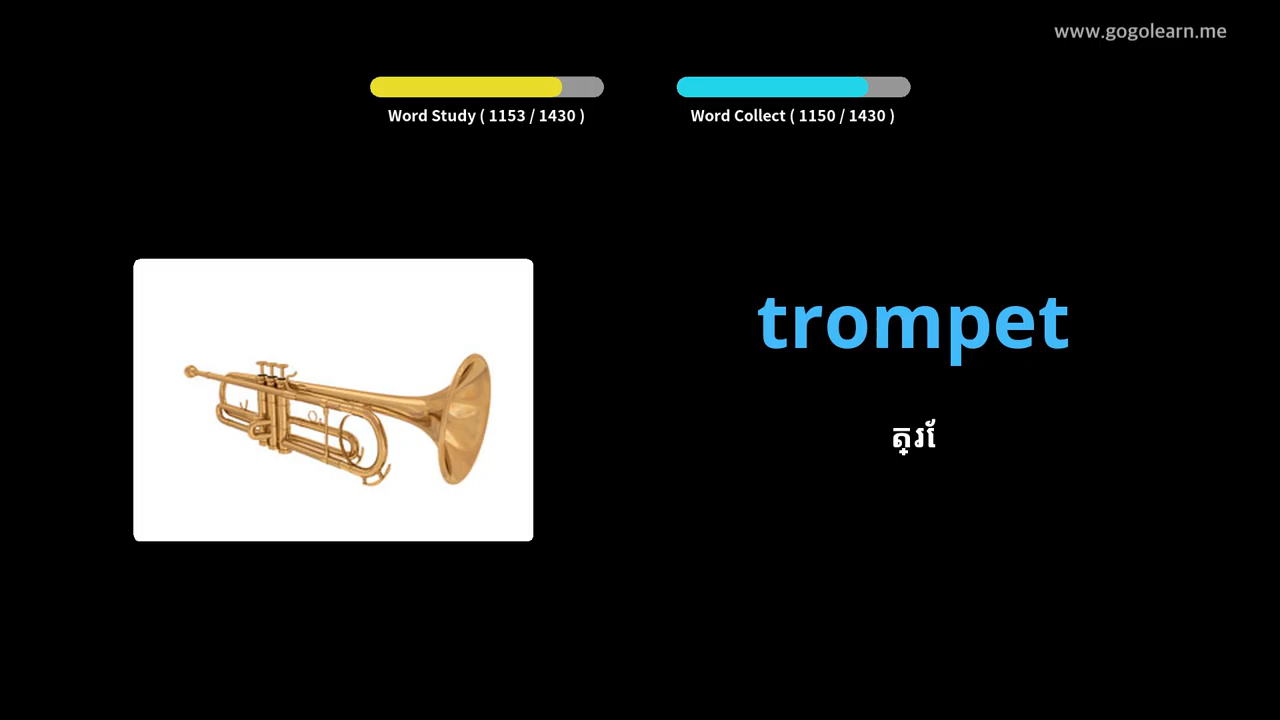 www.gogolearn.me
Word Study ( 1153 / 1430 )
Word Collect ( 1150 / 1430 )
trompet
ត្រែ